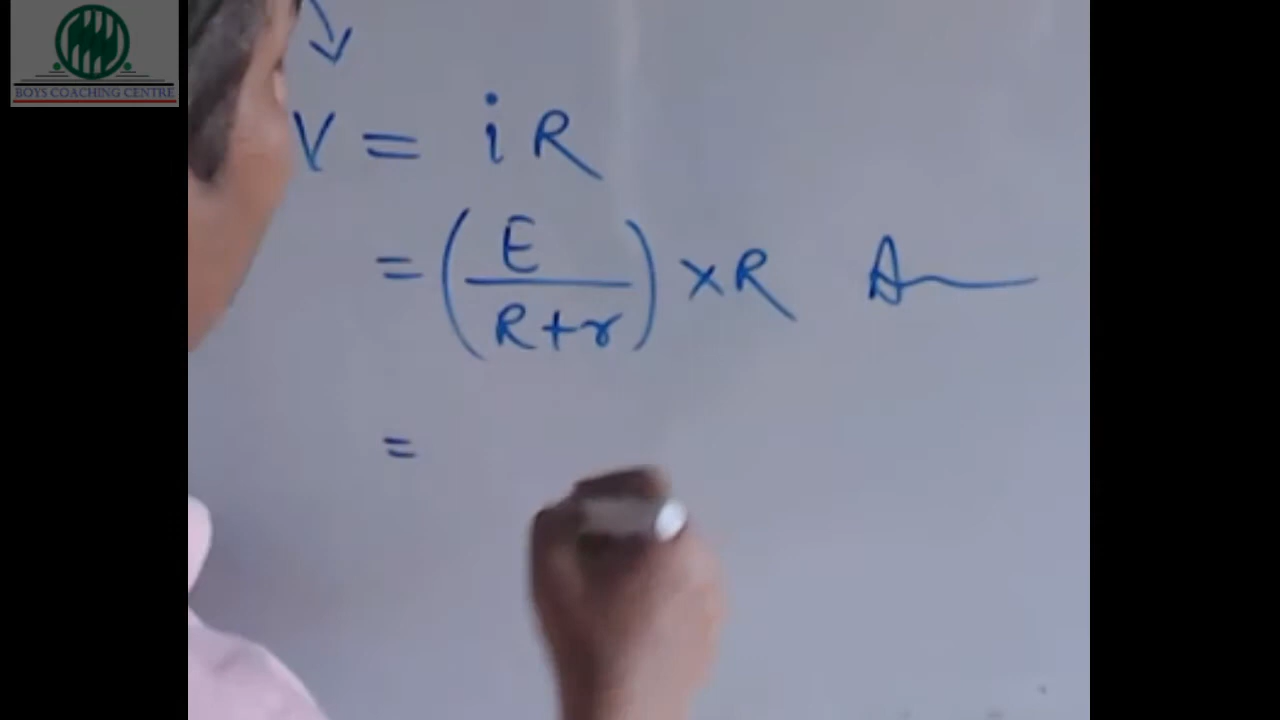 BOYS COACHING CENTRE
V = iR
= (E/(R+r)) × R A
=